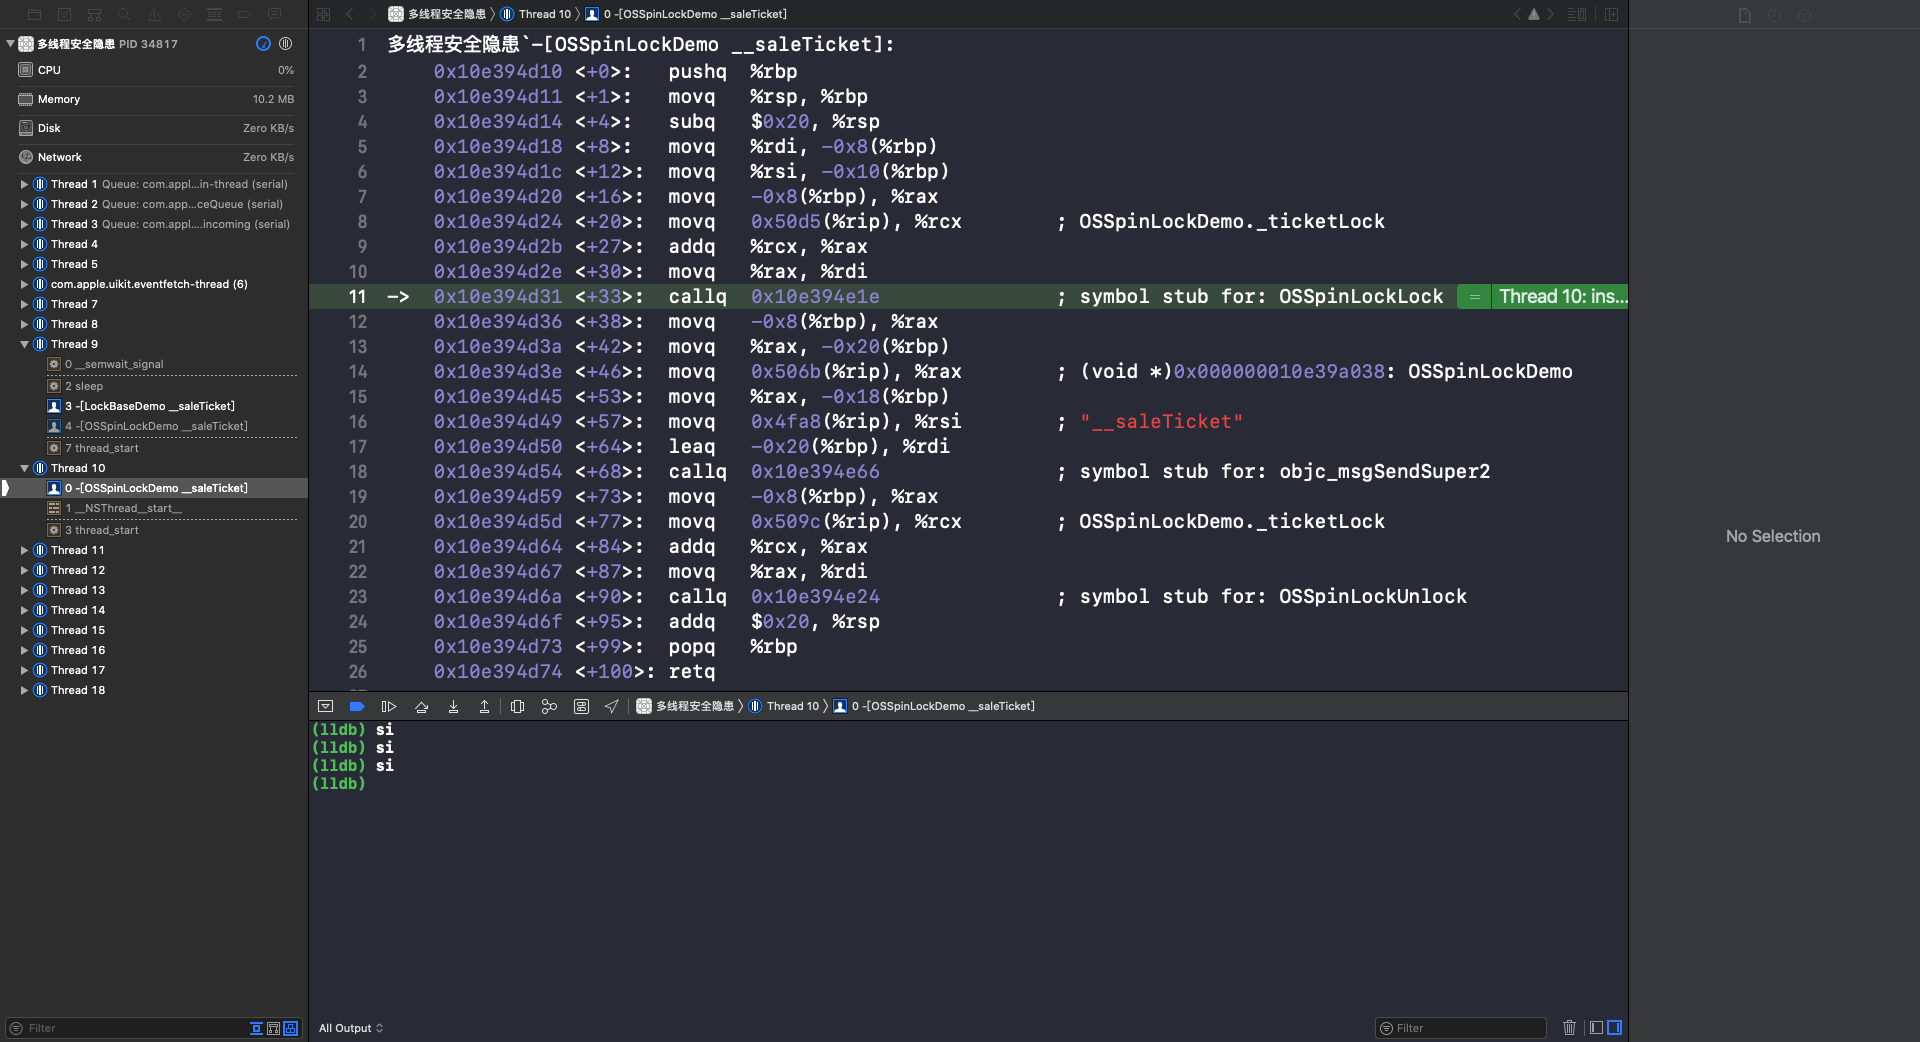 多线程安全隐患 PID 34817
CPU 0%
Memory 10.2 MB
Disk Zero KB/s
Network Zero KB/s
Thread 1 Queue: com.appl...in-thread (serial)
Thread 2 Queue: com.app...ceQueue (serial)
Thread 3 Queue: com.app....incoming (serial)
Thread 4
Thread 5
com.apple.uikit.eventfetch-thread (6)
Thread 7
Thread 8
Thread 9
0 __semwait_signal
2 sleep
3 -[LockBaseDemo __saleTicket]
4 -[OSSpinLockDemo __saleTicket]
7 thread_start
Thread 10
0 -[OSSpinLockDemo __saleTicket]
1 __NSThread__start__
3 thread_start
Thread 11
Thread 12
Thread 13
Thread 14
Thread 15
Thread 16
Thread 17
Thread 18
Filter
多线程安全隐患 〉 Thread 10 〉 0 -[OSSpinLockDemo __saleTicket]
1 多线程安全隐患`-[OSSpinLockDemo __saleTicket]:
2 0x10e394d10 <+0>: pushq %rbp
3 0x10e394d11 <+1>: movq %rsp, %rbp
4 0x10e394d14 <+4>: subq $0x20, %rsp
5 0x10e394d18 <+8>: movq %rdi, -0x8(%rbp)
6 0x10e394d1c <+12>: movq %rsi, -0x10(%rbp)
7 0x10e394d20 <+16>: movq -0x8(%rbp), %rax
8 0x10e394d24 <+20>: movq 0x50d5(%rip), %rcx ; OSSpinLockDemo._ticketLock
9 0x10e394d2b <+27>: addq %rcx, %rax
10 0x10e394d2e <+30>: movq %rax, %rdi
11 -> 0x10e394d31 <+33>: callq 0x10e394e1e ; symbol stub for: OSSpinLockLock = Thread 10: ins...
12 0x10e394d36 <+38>: movq -0x8(%rbp), %rax
13 0x10e394d3a <+42>: movq %rax, -0x20(%rbp)
14 0x10e394d3e <+46>: movq 0x506b(%rip), %rax ; (void *)0x000000010e39a038: OSSpinLockDemo
15 0x10e394d45 <+53>: movq %rax, -0x18(%rbp)
16 0x10e394d49 <+57>: movq 0x4fa8(%rip), %rsi ; "__saleTicket"
17 0x10e394d50 <+64>: leaq -0x20(%rbp), %rdi
18 0x10e394d54 <+68>: callq 0x10e394e66 ; symbol stub for: objc_msgSendSuper2
19 0x10e394d59 <+73>: movq -0x8(%rbp), %rax
20 0x10e394d5d <+77>: movq 0x509c(%rip), %rcx ; OSSpinLockDemo._ticketLock
21 0x10e394d64 <+84>: addq %rcx, %rax
22 0x10e394d67 <+87>: movq %rax, %rdi
23 0x10e394d6a <+90>: callq 0x10e394e24 ; symbol stub for: OSSpinLockUnlock
24 0x10e394d6f <+95>: addq $0x20, %rsp
25 0x10e394d73 <+99>: popq %rbp
26 0x10e394d74 <+100>: retq
多线程安全隐患 〉 Thread 10 〉 0 -[OSSpinLockDemo __saleTicket]
(lldb) si
(lldb) si
(lldb) si
(lldb)
All Output
Filter
No Selection